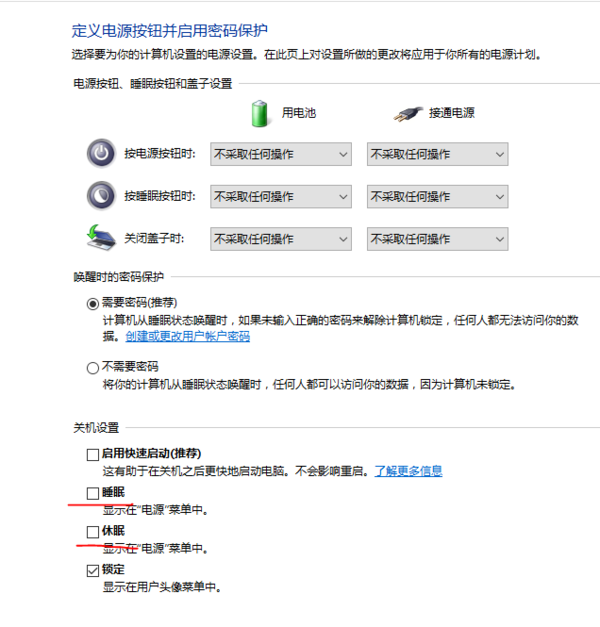 定义电源按钮并启用密码保护
选择要为你的计算机设置的电源设置。在此页上对设置所做的更改将应用于你所有的电源计划。
电源按钮、睡眠按钮和盖子设置
用电池 接通电源
按电源按钮时: 不采取任何操作 不采取任何操作
按睡眠按钮时: 不采取任何操作 不采取任何操作
关闭盖子时: 不采取任何操作 不采取任何操作
唤醒时的密码保护
需要密码(推荐)
计算机从睡眠状态唤醒时，如果未输入正确的密码来解除计算机锁定，任何人都无法访问你的数
据。创建或更改用户帐户密码
不需要密码
将你的计算机从睡眠状态唤醒时，任何人都可以访问你的数据，因为计算机未锁定。
关机设置
启用快速启动(推荐)
这有助于在关机之后更快地启动电脑。不会影响重启。了解更多信息
睡眠
显示在“电源”菜单中。
休眠
显示在“电源”菜单中。
锁定
显示在用户头像菜单中。